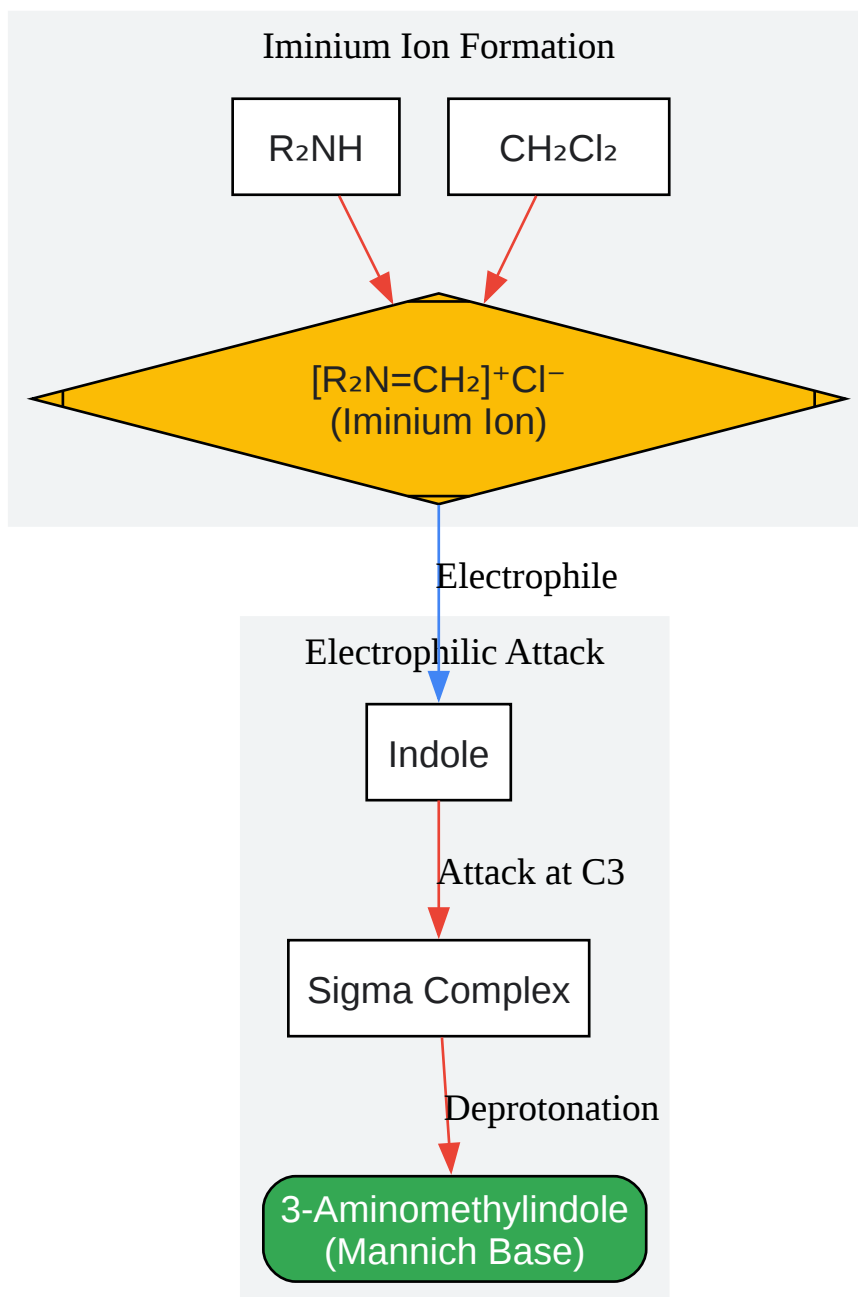 Iminium Ion Formation
R₂NH
CH₂Cl₂
[R₂N=CH₂]⁺Cl⁻
(Iminium Ion)
Electrophile
Electrophilic Attack
Indole
Attack at C3
Sigma Complex
Deprotonation
3-Aminomethylindole
(Mannich Base)